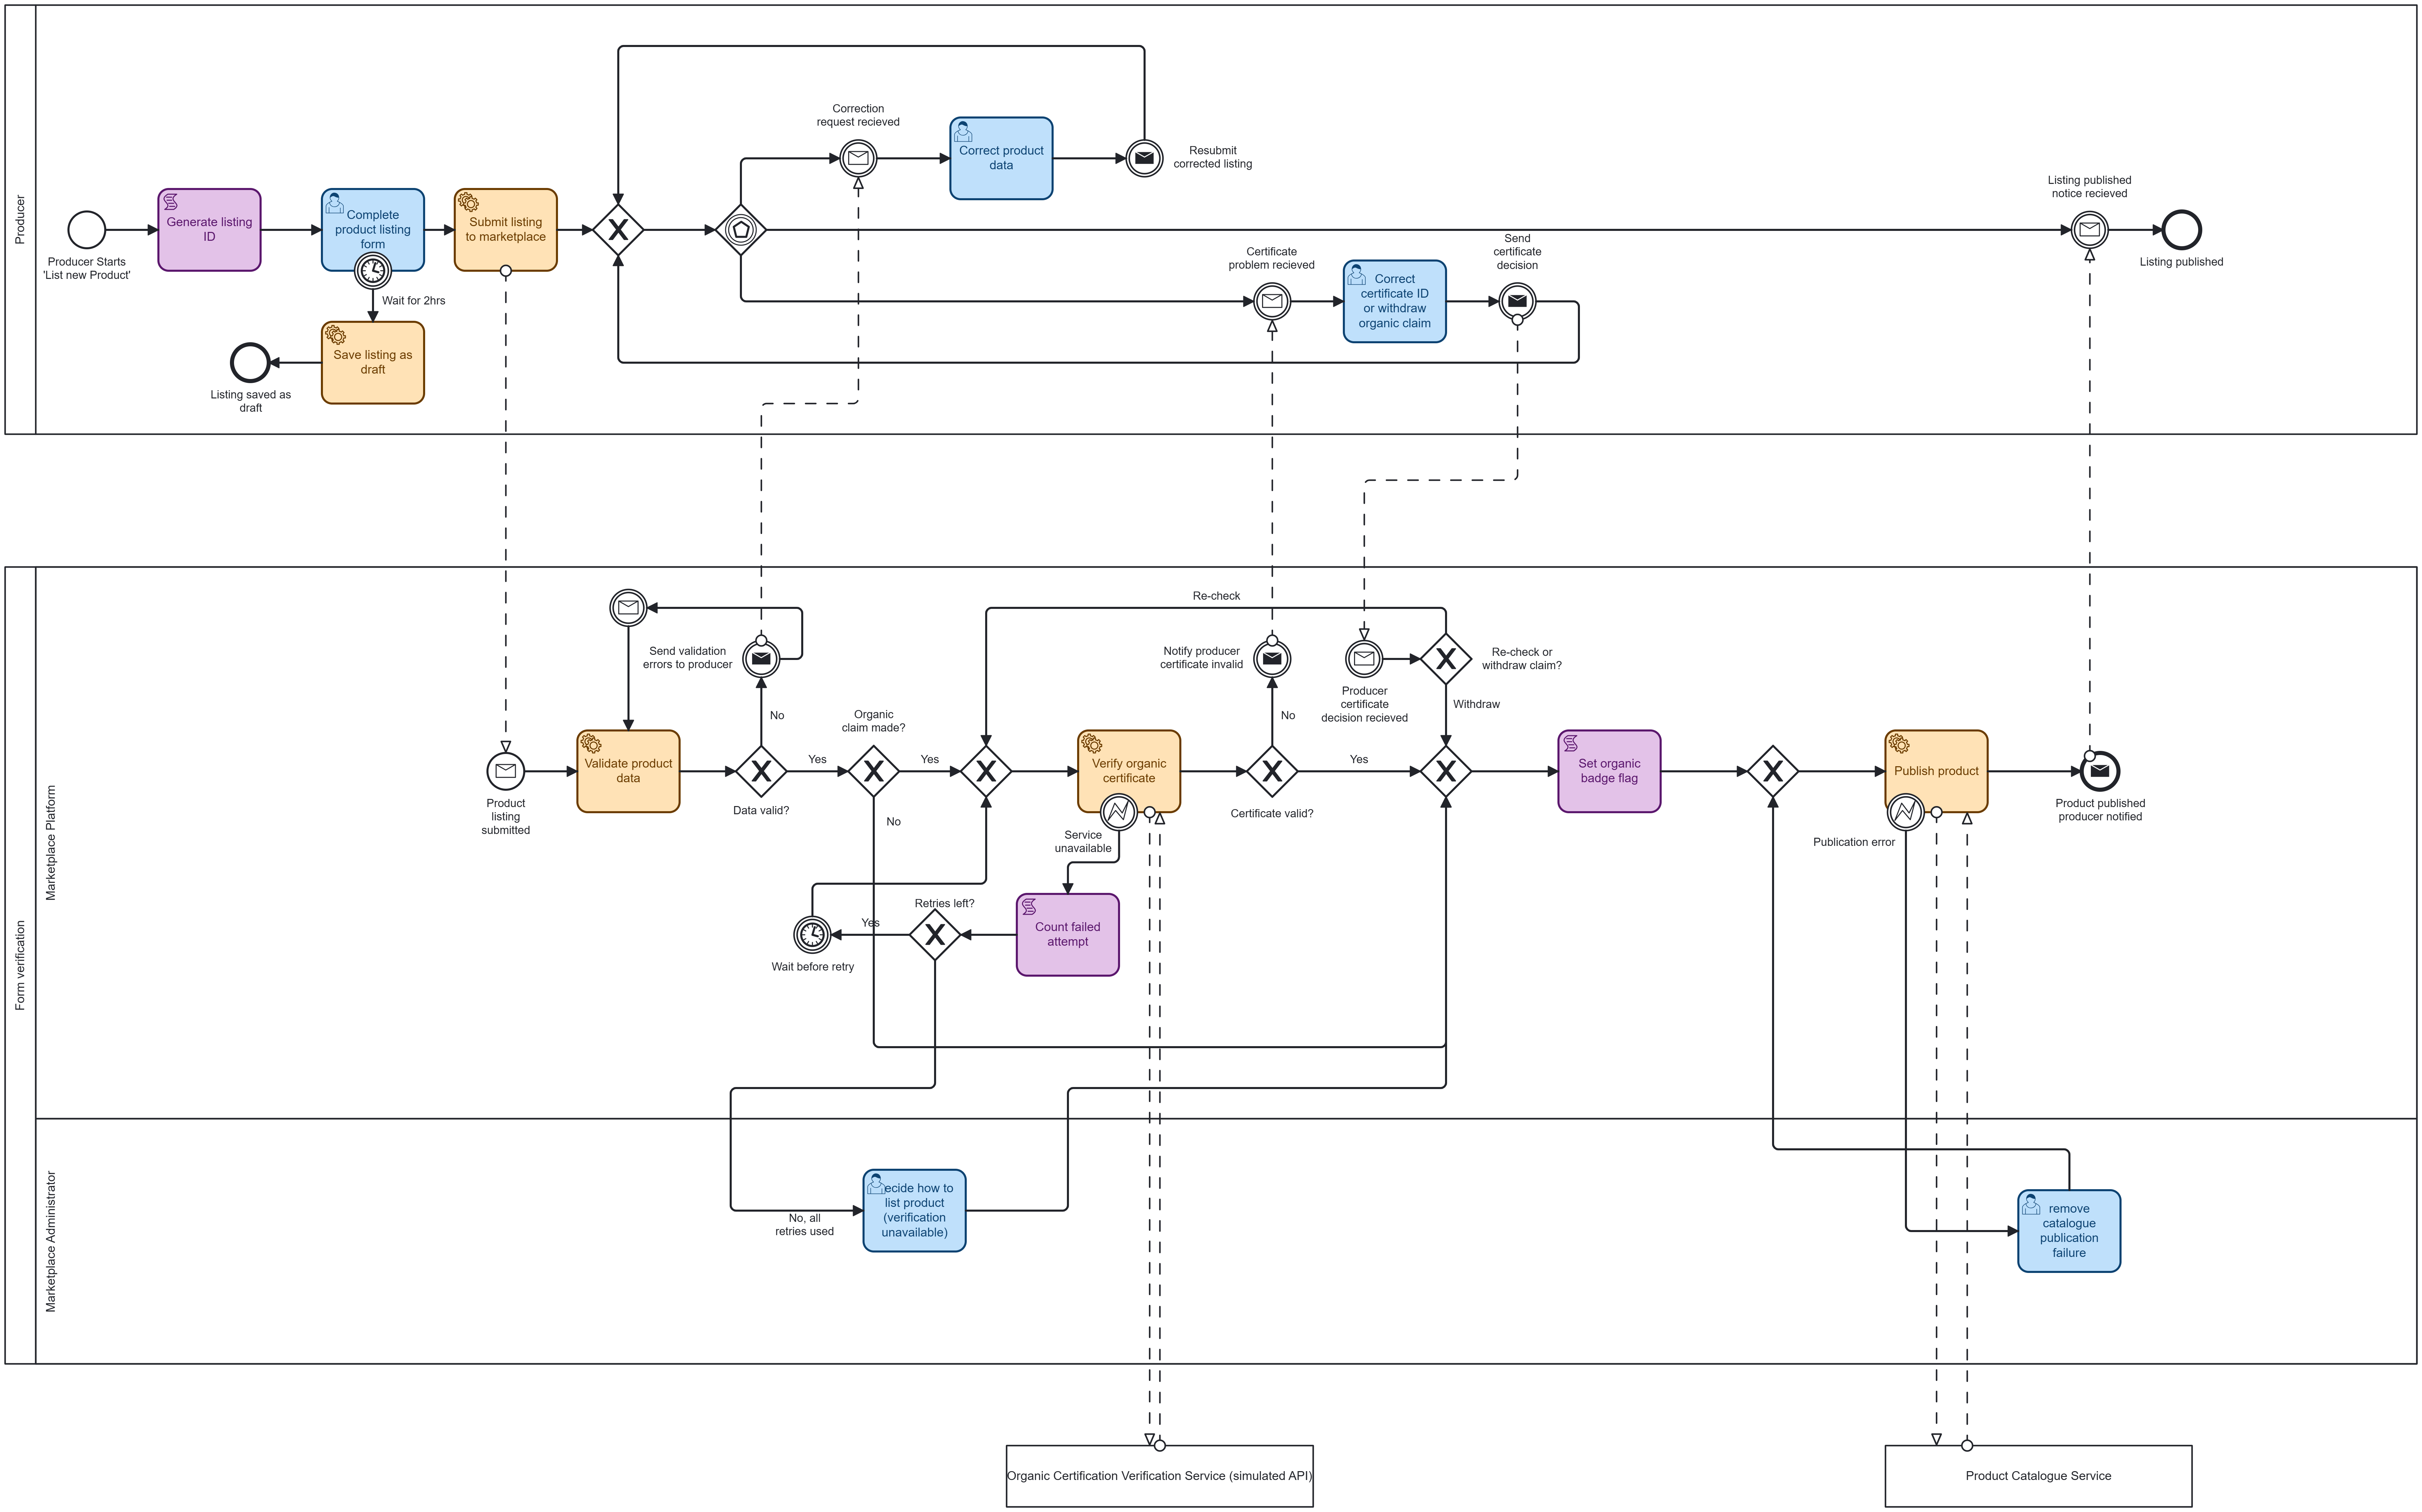 Producer
Producer Starts
'List new Product'
Generate listing
ID
Complete
product listing
form
Wait for 2hrs
Submit listing
to marketplace
Save listing as
draft
Listing saved as
draft
Correction
request recieved
Correct product
data
Resubmit
corrected listing
Certificate
problem recieved
Correct
certificate ID
or withdraw
organic claim
Send
certificate
decision
Listing published
notice recieved
Listing published
Form verification
Marketplace Platform
Product
listing
submitted
Validate product
data
Send validation
errors to producer
No
Data valid?
Yes
Organic
claim made?
Yes
No
Re-check
Verify organic
certificate
Service
unavailable
Notify producer
certificate invalid
No
Certificate valid?
Yes
Producer
certificate
decision recieved
Re-check or
withdraw claim?
Withdraw
Set organic
badge flag
Publish product
Publication error
Product published
producer notified
Count failed
attempt
Retries left?
Yes
Wait before retry
Marketplace Administrator
No, all
retries used
ecide how to
list product
(verification
unavailable)
remove
catalogue
publication
failure
Organic Certification Verification Service (simulated API)
Product Catalogue Service